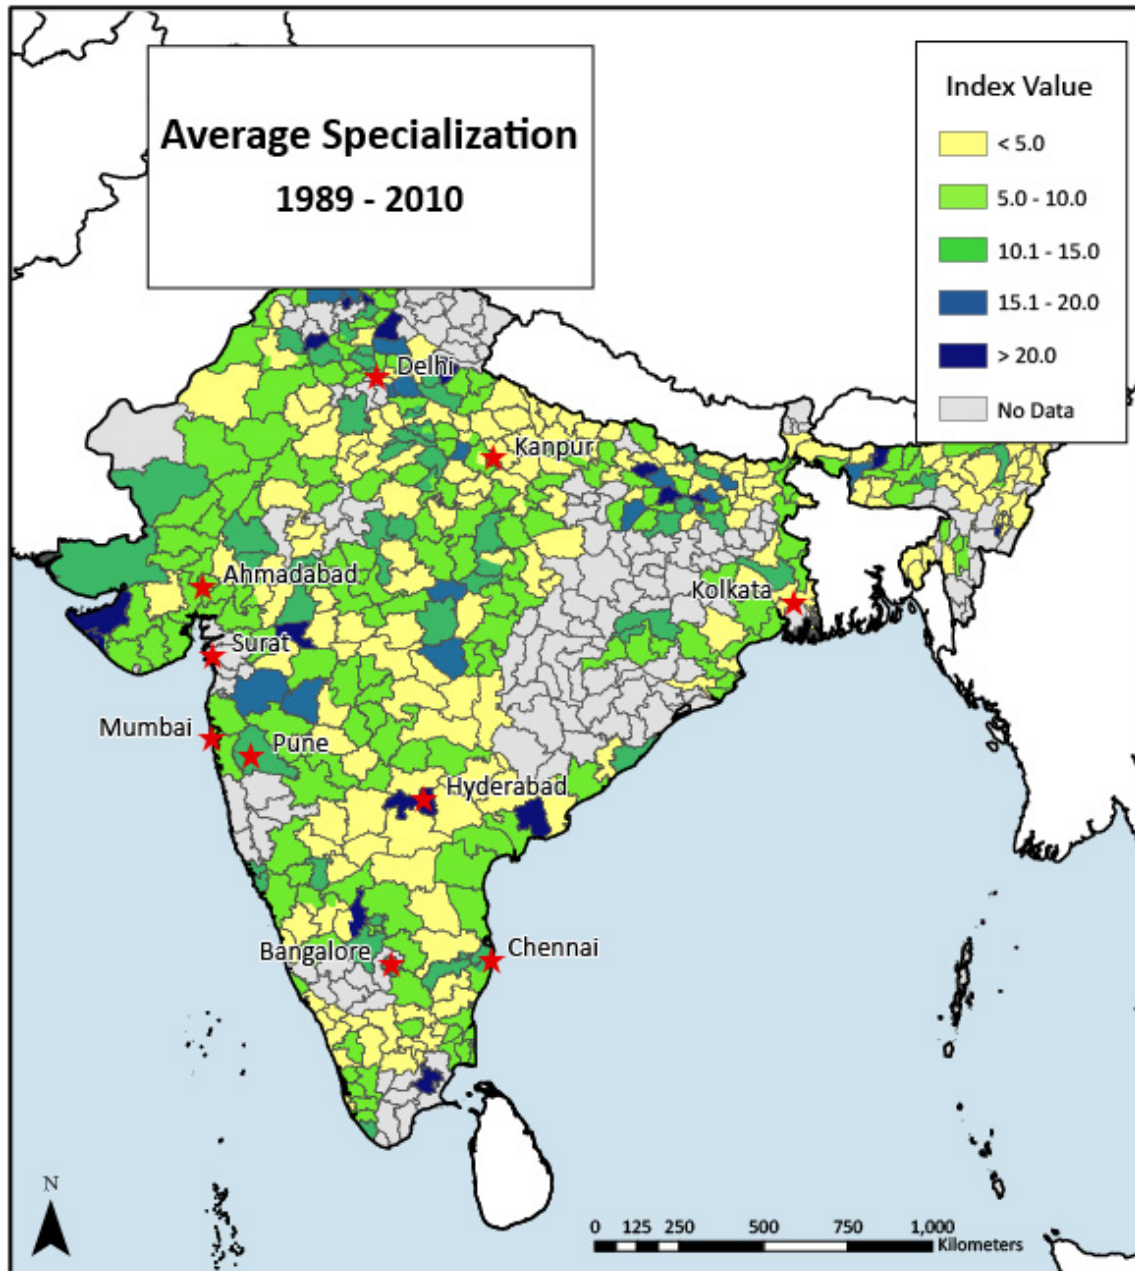 Average Specialization
1989 - 2010
Index Value
< 5.0
5.0 - 10.0
10.1 - 15.0
15.1 - 20.0
> 20.0
No Data
Delhi
Kanpur
Ahmadabad
Kolkata
Surat
Mumbai
Pune
Hyderabad
Bangalore
Chennai
N
0 125 250 500 750 1,000
Kilometers